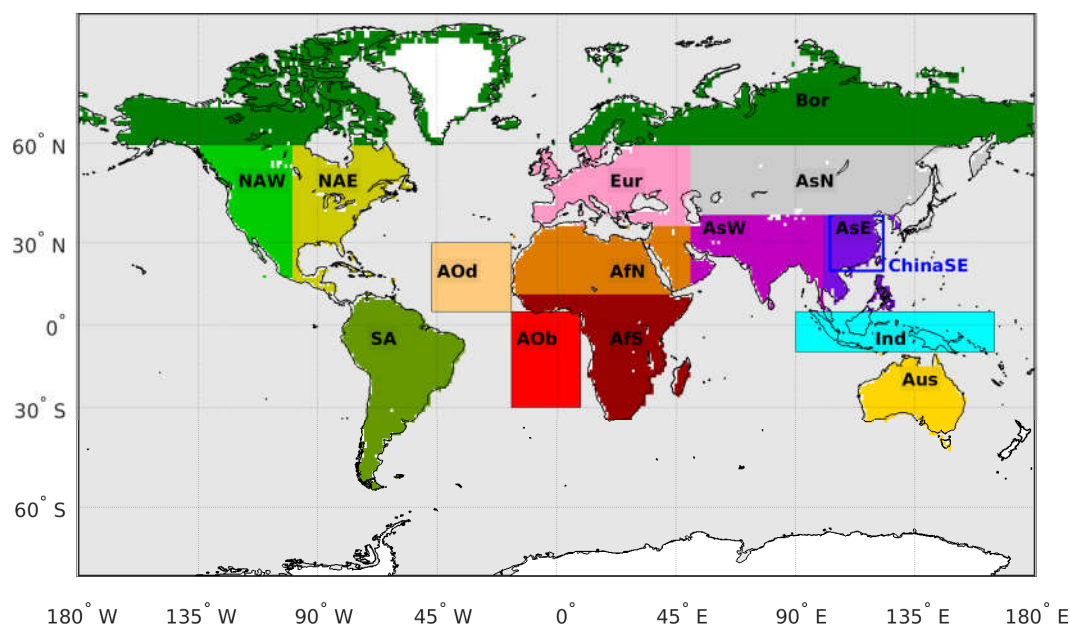 Bor
60° N
NAW
NAE
Eur
AsN
AsW
AsE
30° N
ChinaSE
AOd
AfN
0°
SA
AOb
AfS
Ind
Aus
30° S
60° S
180° W
135° W
90° W
45° W
0°
45° E
90° E
135° E
180° E